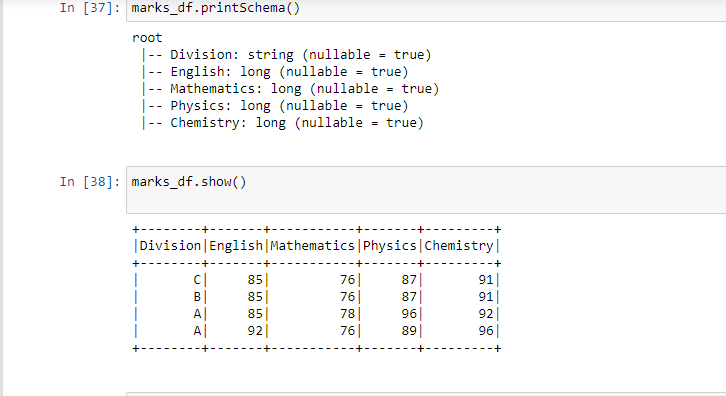 In [37]: marks_df.printSchema()
root
|-- Division: string (nullable = true)
|-- English: long (nullable = true)
|-- Mathematics: long (nullable = true)
|-- Physics: long (nullable = true)
|-- Chemistry: long (nullable = true)
In [38]: marks_df.show()
+--------+-------+-----------+-------+---------+
|Division|English|Mathematics|Physics|Chemistry|
+--------+-------+-----------+-------+---------+
|       C|     85|         76|     87|       91|
|       B|     85|         76|     87|       91|
|       A|     85|         78|     96|       92|
|       A|     92|         76|     89|       96|
+--------+-------+-----------+-------+---------+